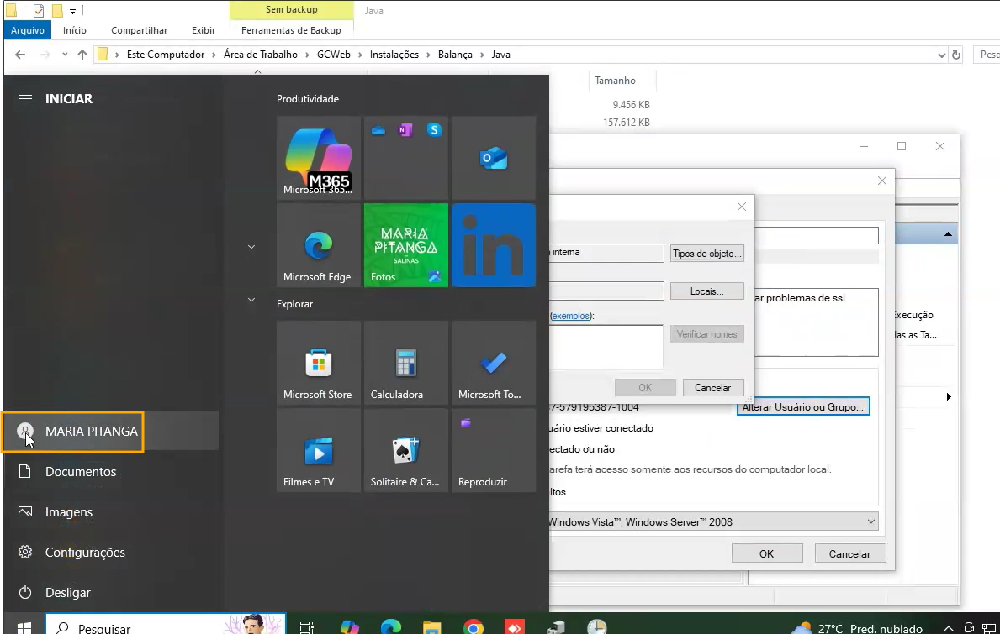 Sem backup
Java
Arquivo
Início
Compartilhar
Exibir
Ferramentas de Backup
Este Computador
Área de Trabalho
GCWeb
Instalações
Balança
Java
Tamanho
9.456 KB
157.612 KB
INICIAR
Produtividade
M365
Microsoft 365...
Microsoft Edge
MARIA
PITANGA
SALINAS
Fotos
in
Explorar
Microsoft Store
Calculadora
Microsoft To...
Filmes e TV
Solitaire & Ca...
Reproduzir
MARIA PITANGA
Documentos
Imagens
Configurações
Desligar
interna
Tipos de objeto...
Locais...
(exemplos):
Verificar nomes
OK
Cancelar
ar problemas de ssl
Execução
das as Ta...
7-579195387-1004
Alterar Usuário ou Grupo...
uário estiver conectado
ectado ou não
arefa terá acesso somente aos recursos do computador local.
ltos
Windows Vista™, Windows Server™ 2008
OK
Cancelar
Pesquisar
27°C Pred. nublado